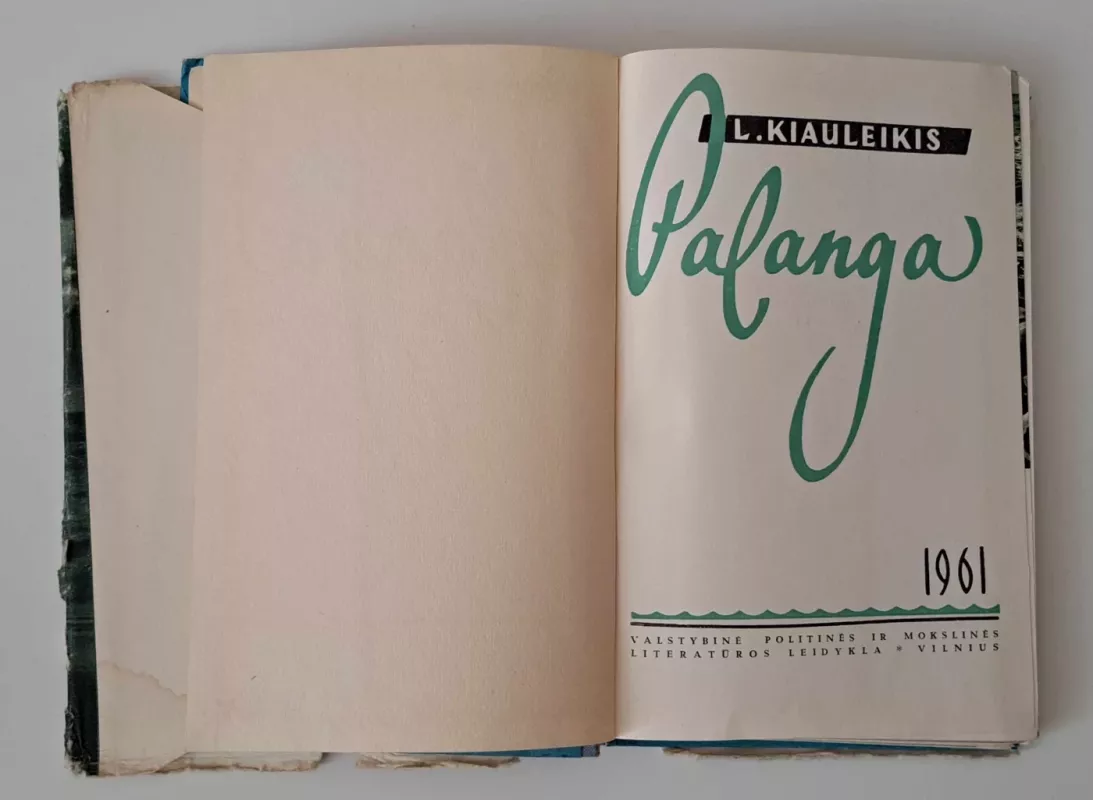 L.KIAULEIKIS
Palanga
1961
VALSTYBINĖ POLITINĖS IR MOKSLINĖS
LITERATŪROS LEIDYKLA * VILNIUS